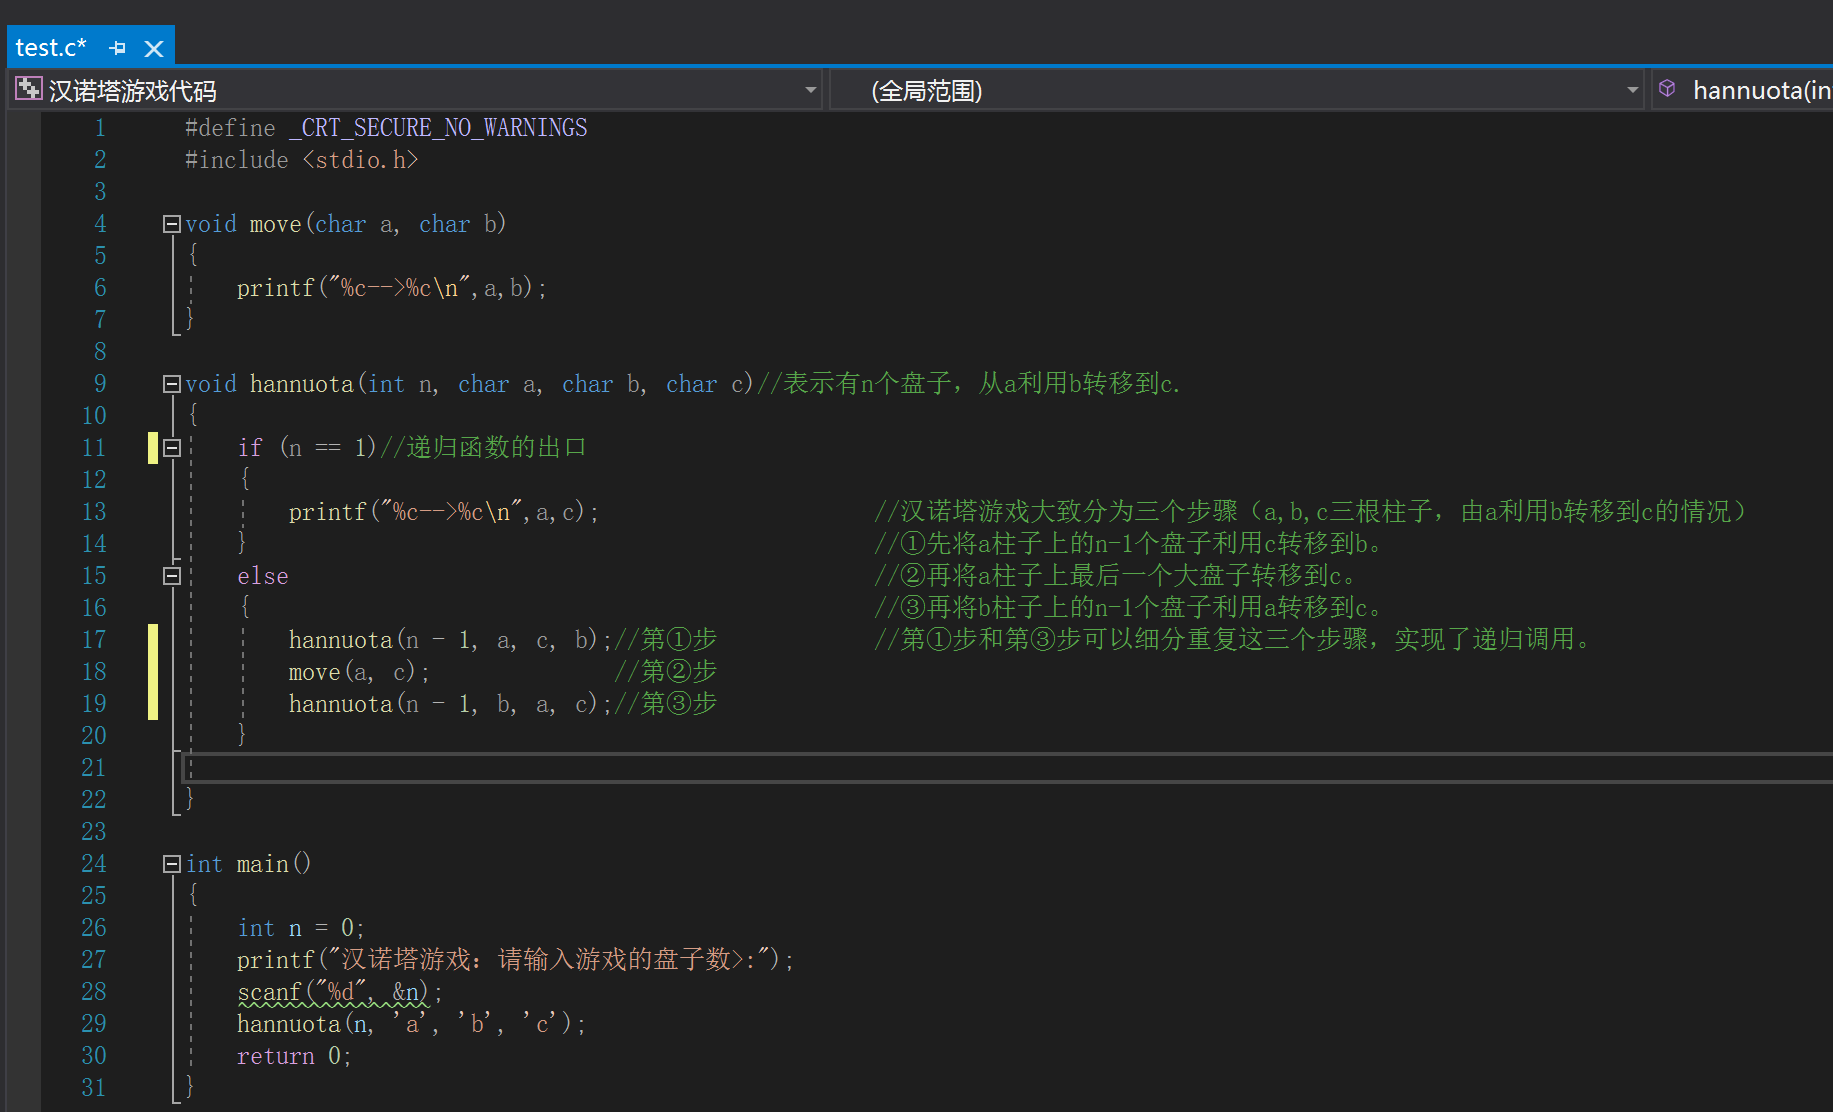 test.c*
汉诺塔游戏代码 (全局范围) hannuota(in
1 #define _CRT_SECURE_NO_WARNINGS
2 #include <stdio.h>
3
4 void move(char a, char b)
5 {
6 printf("%c-->%c\n",a,b);
7 }
8
9 void hannuota(int n, char a, char b, char c)//表示有n个盘子，从a利用b转移到c.
10 {
11 if (n == 1)//递归函数的出口
12 {
13 printf("%c-->%c\n",a,c); //汉诺塔游戏大致分为三个步骤（a,b,c三根柱子，由a利用b转移到c的情况）
14 } //①先将a柱子上的n-1个盘子利用c转移到b。
15 else //②再将a柱子上最后一个大盘子转移到c。
16 { //③再将b柱子上的n-1个盘子利用a转移到c。
17 hannuota(n - 1, a, c, b);//第①步 //第①步和第③步可以细分重复这三个步骤，实现了递归调用。
18 move(a, c); //第②步
19 hannuota(n - 1, b, a, c);//第③步
20 }
21
22 }
23
24 int main()
25 {
26 int n = 0;
27 printf("汉诺塔游戏：请输入游戏的盘子数>:");
28 scanf("%d", &n);
29 hannuota(n, 'a', 'b', 'c');
30 return 0;
31 }